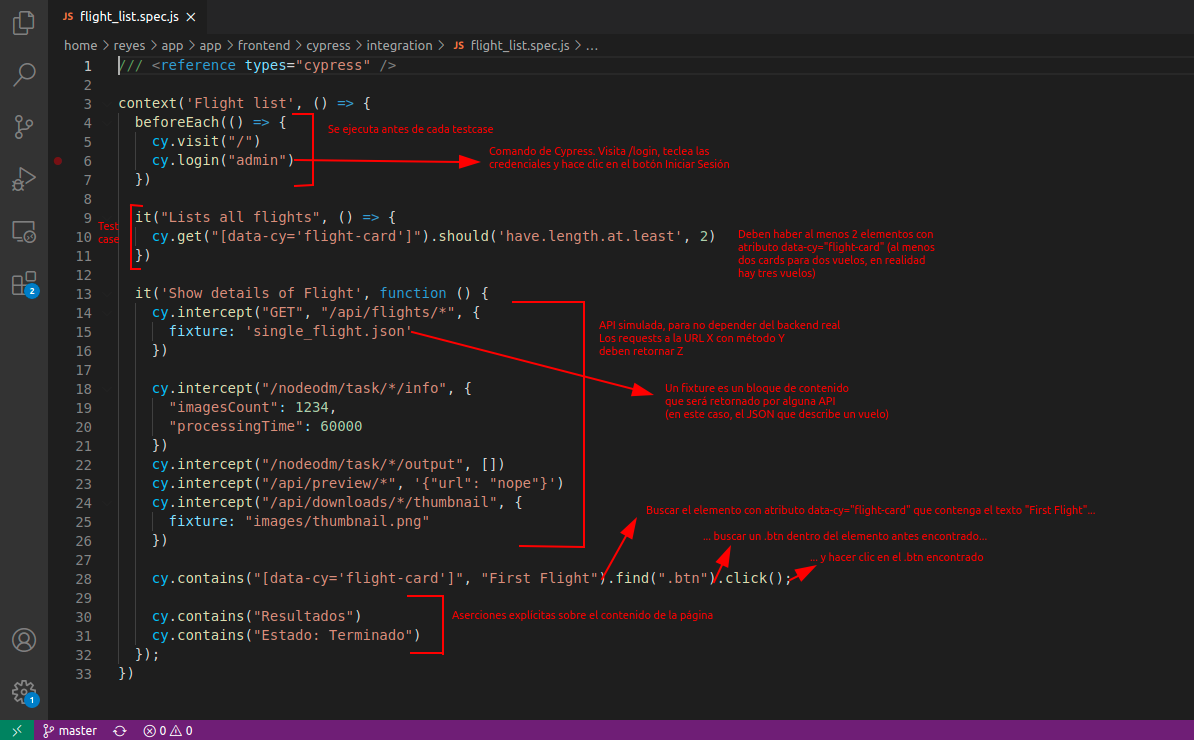 JS flight_list.spec.js ×
home > reyes > app > app > frontend > cypress > integration > JS flight_list.spec.js > ...
1 /// <reference types="cypress" />
2
3 context('Flight list', () => {
4 beforeEach(() => {
Se ejecuta antes de cada testcase
5 cy.visit("/")
6 cy.login("admin")
Comando de Cypress. Visita /login, teclea las
credenciales y hace clic en el botón Iniciar Sesión
7 })
8
9 it("Lists all flights", () => {
Test
case
10 cy.get("[data-cy='flight-card']").should('have.length.at.least', 2)
Deben haber al menos 2 elementos con
atributo data-cy="flight-card" (al menos
dos cards para dos vuelos, en realidad
hay tres vuelos)
11 })
12
13 it('Show details of Flight', function () {
14 cy.intercept("GET", "/api/flights/*", {
15 fixture: 'single_flight.json'
16 })
API simulada, para no depender del backend real
Los requests a la URL X con método Y
deben retornar Z
17
18 cy.intercept("/nodeodm/task/*/info", {
19 "imagesCount": 1234,
20 "processingTime": 60000
Un fixture es un bloque de contenido
que será retornado por alguna API
(en este caso, el JSON que describe un vuelo)
21 })
22 cy.intercept("/nodeodm/task/*/output", [])
23 cy.intercept("/api/preview/*", '{"url": "nope"}')
24 cy.intercept("/api/downloads/*/thumbnail", {
25 fixture: "images/thumbnail.png"
26 })
27
Buscar el elemento con atributo data-cy="flight-card" que contenga el texto "First Flight"...
... buscar un .btn dentro del elemento antes encontrado...
... y hacer clic en el .btn encontrado
28 cy.contains("[data-cy='flight-card']", "First Flight").find(".btn").click();
29
30 cy.contains("Resultados")
Aserciones explícitas sobre el contenido de la página
31 cy.contains("Estado: Terminado")
32 });
33 })
2
1
master 0 0